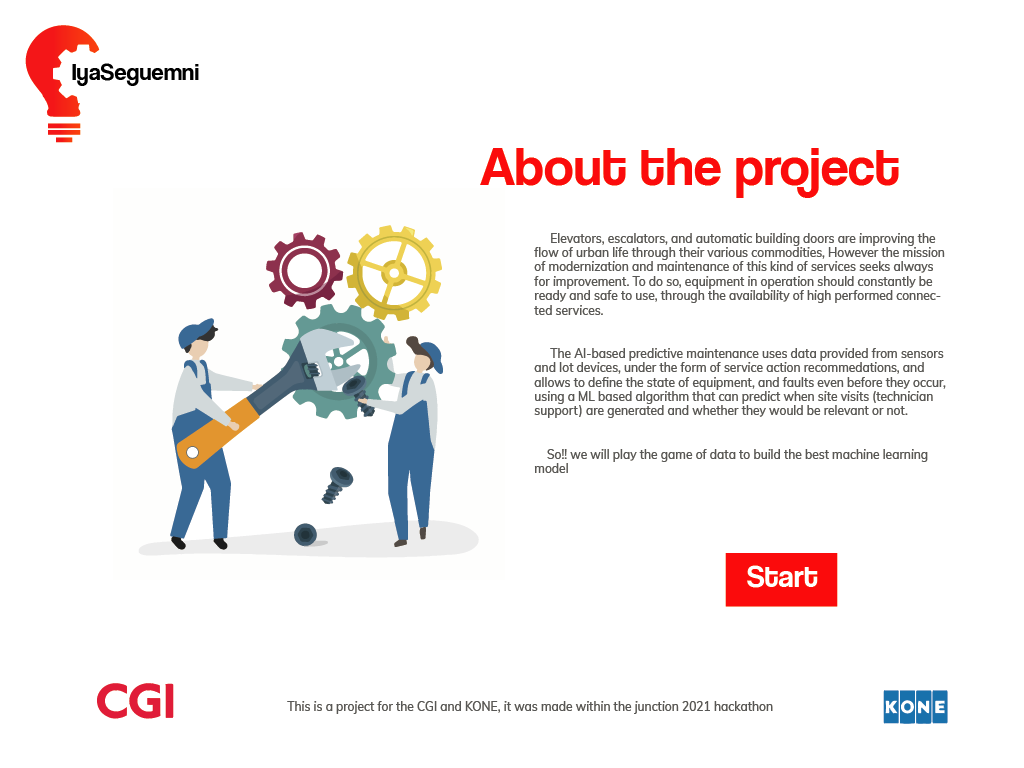 IyaSeguemni
About the project
Elevators, escalators, and automatic building doors are improving the
flow of urban life through their various commodities, However the mission
of modernization and maintenance of this kind of services seeks always
for improvement. To do so, equipment in operation should constantly be
ready and safe to use, through the availability of high performed connec-
ted services.
The AI-based predictive maintenance uses data provided from sensors
and Iot devices, under the form of service action recommedations, and
allows to define the state of equipment, and faults even before they occur,
using a ML based algorithm that can predict when site visits (technician
support) are generated and whether they would be relevant or not.
So!! we will play the game of data to build the best machine learning
model
Start
CGI
This is a project for the CGI and KONE, it was made within the junction 2021 hackathon
KONE